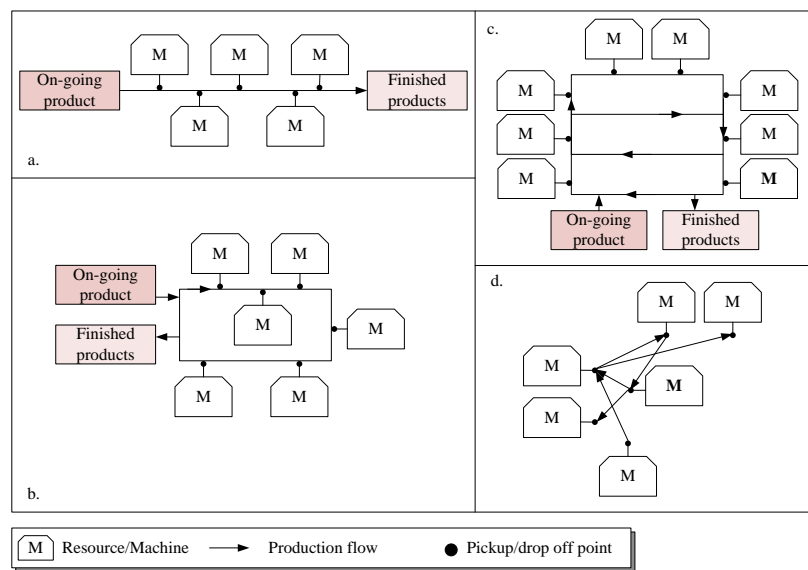 M M M
On-going
product
Finished
products
M M
a.
c.
M M
M M
M M
M M
On-going
product
Finished
products
M M
On-going
product
M
M
Finished
products
M M
b.
d.
M M
M
M
M
M
M Resource/Machine Production flow Pickup/drop off point